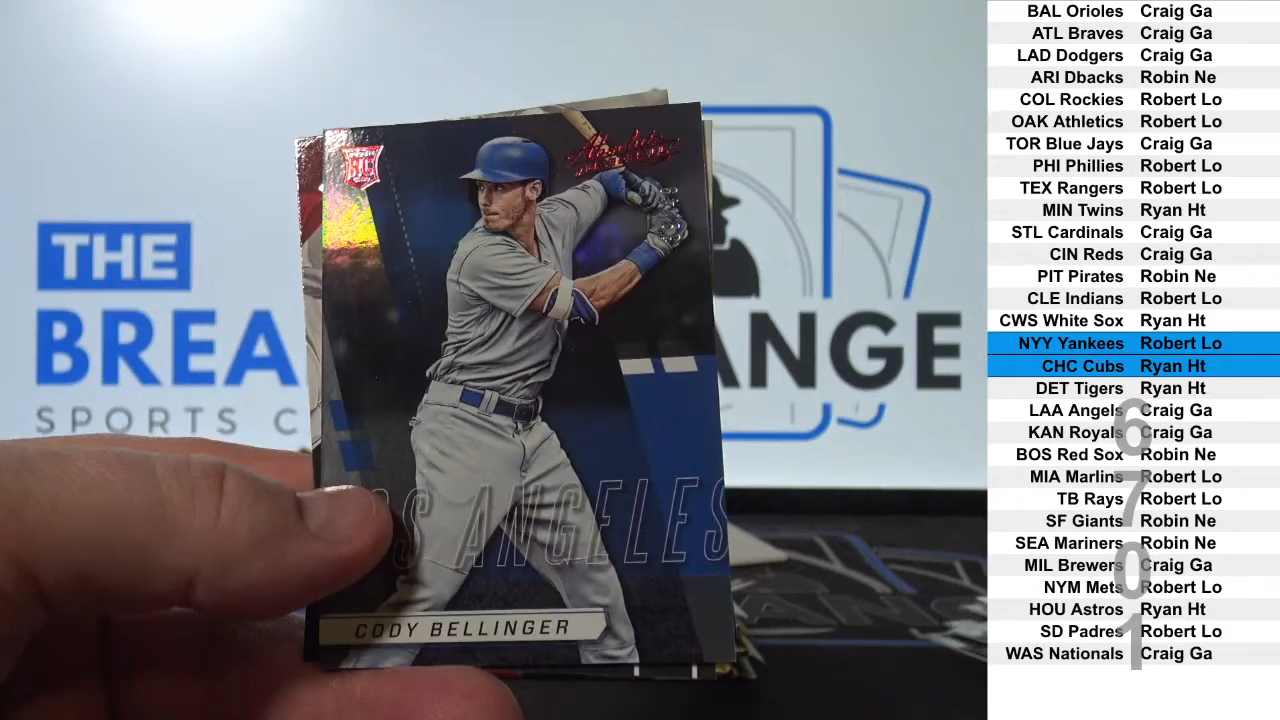 THE
BREA ANGE
SPORTS C
RC
Absolute
OS ANGELES
CODY BELLINGER
BAL Orioles Craig Ga
ATL Braves Craig Ga
LAD Dodgers Craig Ga
ARI Dbacks Robin Ne
COL Rockies Robert Lo
OAK Athletics Robert Lo
TOR Blue Jays Craig Ga
PHI Phillies Robert Lo
TEX Rangers Robert Lo
MIN Twins Ryan Ht
STL Cardinals Craig Ga
CIN Reds Craig Ga
PIT Pirates Robin Ne
CLE Indians Robert Lo
CWS White Sox Ryan Ht
NYY Yankees Robert Lo
CHC Cubs Ryan Ht
DET Tigers Ryan Ht
LAA Angels Craig Ga
KAN Royals Craig Ga
BOS Red Sox Robin Ne
MIA Marlins Robert Lo
TB Rays Robert Lo
SF Giants Robin Ne
SEA Mariners Robin Ne
MIL Brewers Craig Ga
NYM Mets Robert Lo
HOU Astros Ryan Ht
SD Padres Robert Lo
WAS Nationals Craig Ga
6
7
0
1